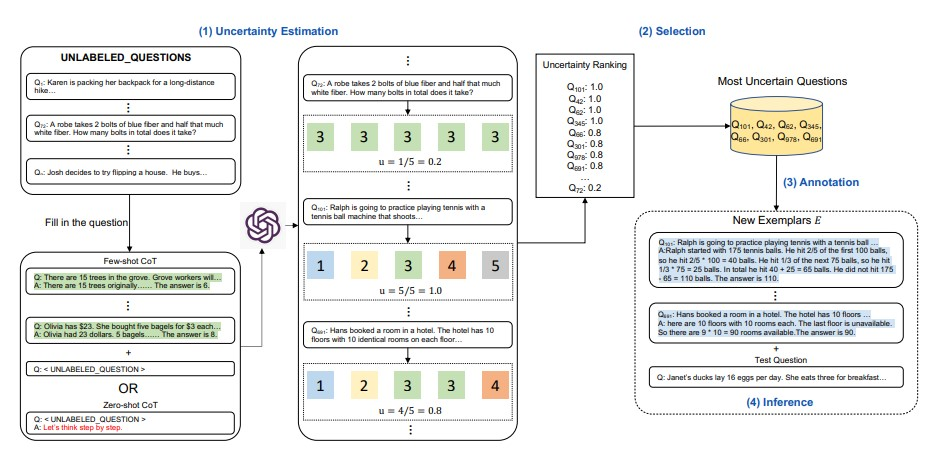 (1) Uncertainty Estimation
UNLABELED_QUESTIONS
Q₁: Karen is packing her backpack for a long-distance
hike…
⋮
Q₇₂: A robe takes 2 bolts of blue fiber and half that much
white fiber. How many bolts in total does it take?
⋮
Qₙ: Josh decides to try flipping a house. He buys…
Fill in the question
Few-shot CoT
Q: There are 15 trees in the grove. Grove workers will…
A: There are 15 trees originally…… The answer is 6.
⋮
Q: Olivia has $23. She bought five bagels for $3 each…
A: Olivia had 23 dollars. 5 bagels…… The answer is 8.
+
Q: < UNLABELED_QUESTION >
OR
Zero-shot CoT
Q: < UNLABELED_QUESTION >
A: Let's think step by step.
⋮
Q₇₂: A robe takes 2 bolts of blue fiber and half that much
white fiber. How many bolts in total does it take?
3 3 3 3 3
u = 1/5 = 0.2
⋮
Q₁₀₁: Ralph is going to practice playing tennis with a
tennis ball machine that shoots…
1 2 3 4 5
u = 5/5 = 1.0
⋮
Q₆₉₁: Hans booked a room in a hotel. The hotel has 10
floors with 10 identical rooms on each floor…
1 2 3 3 4
u = 4/5 = 0.8
⋮
(2) Selection
Uncertainty Ranking
Q₁₀₁: 1.0
Q₄₂: 1.0
Q₆₂: 1.0
Q₃₄₅: 1.0
Q₆₆: 0.8
Q₃₀₁: 0.8
Q₉₇₈: 0.8
Q₆₉₁: 0.8
…
Q₇₂: 0.2
Most Uncertain Questions
Q₁₀₁, Q₄₂, Q₆₂, Q₃₄₅,
Q₆₆, Q₃₀₁, Q₉₇₈, Q₆₉₁
(3) Annotation
New Exemplars E
Q₁₀₁: Ralph is going to practice playing tennis with a tennis ball …
A:Ralph started with 175 tennis balls. He hit 2/5 of the first 100 balls,
so he hit 2/5 * 100 = 40 balls. He hit 1/3 of the next 75 balls, so he hit
1/3 * 75 = 25 balls. In total he hit 40 + 25 = 65 balls. He did not hit 175
- 65 = 110 balls. The answer is 110.
⋮
Q₆₉₁: Hans booked a room in a hotel. The hotel has 10 floors …
A: here are 10 floors with 10 rooms each. The last floor is unavailable.
So there are 9 * 10 = 90 rooms available.The answer is 90.
+
Test Question
Q: Janet's ducks lay 16 eggs per day. She eats three for breakfast…
(4) Inference